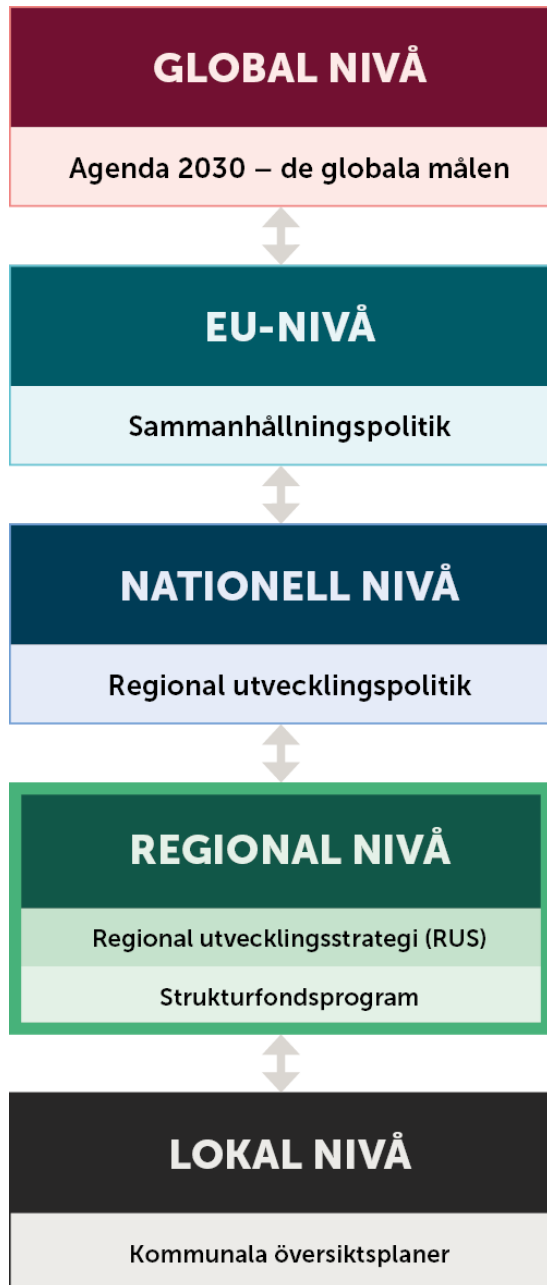 GLOBAL NIVÅ
Agenda 2030 – de globala målen
EU-NIVÅ
Sammanhållningspolitik
NATIONELL NIVÅ
Regional utvecklingspolitik
REGIONAL NIVÅ
Regional utvecklingsstrategi (RUS)
Strukturfondsprogram
LOKAL NIVÅ
Kommunala översiktsplaner